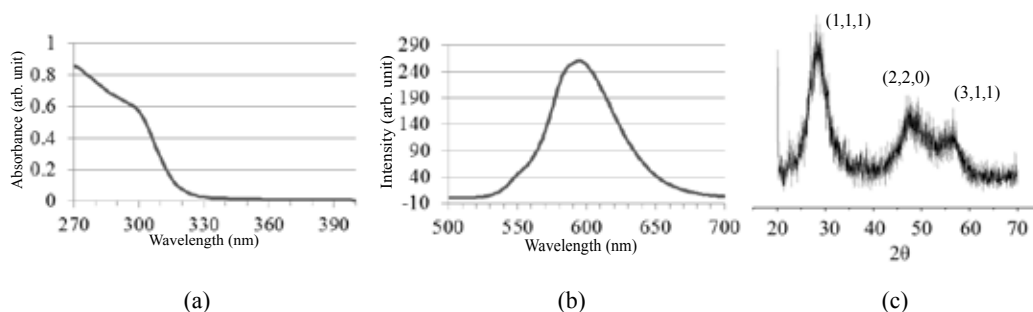 Absorbance (arb. unit)
1
0.8
0.6
0.4
0.2
0
270 300 330 360 390
Wavelength (nm)
(a)
Intensity (arb. unit)
290
240
190
140
90
40
-10
500 550 600 650 700
Wavelength (nm)
(b)
(1,1,1)
(2,2,0)
(3,1,1)
20 30 40 50 60 70
2θ
(c)